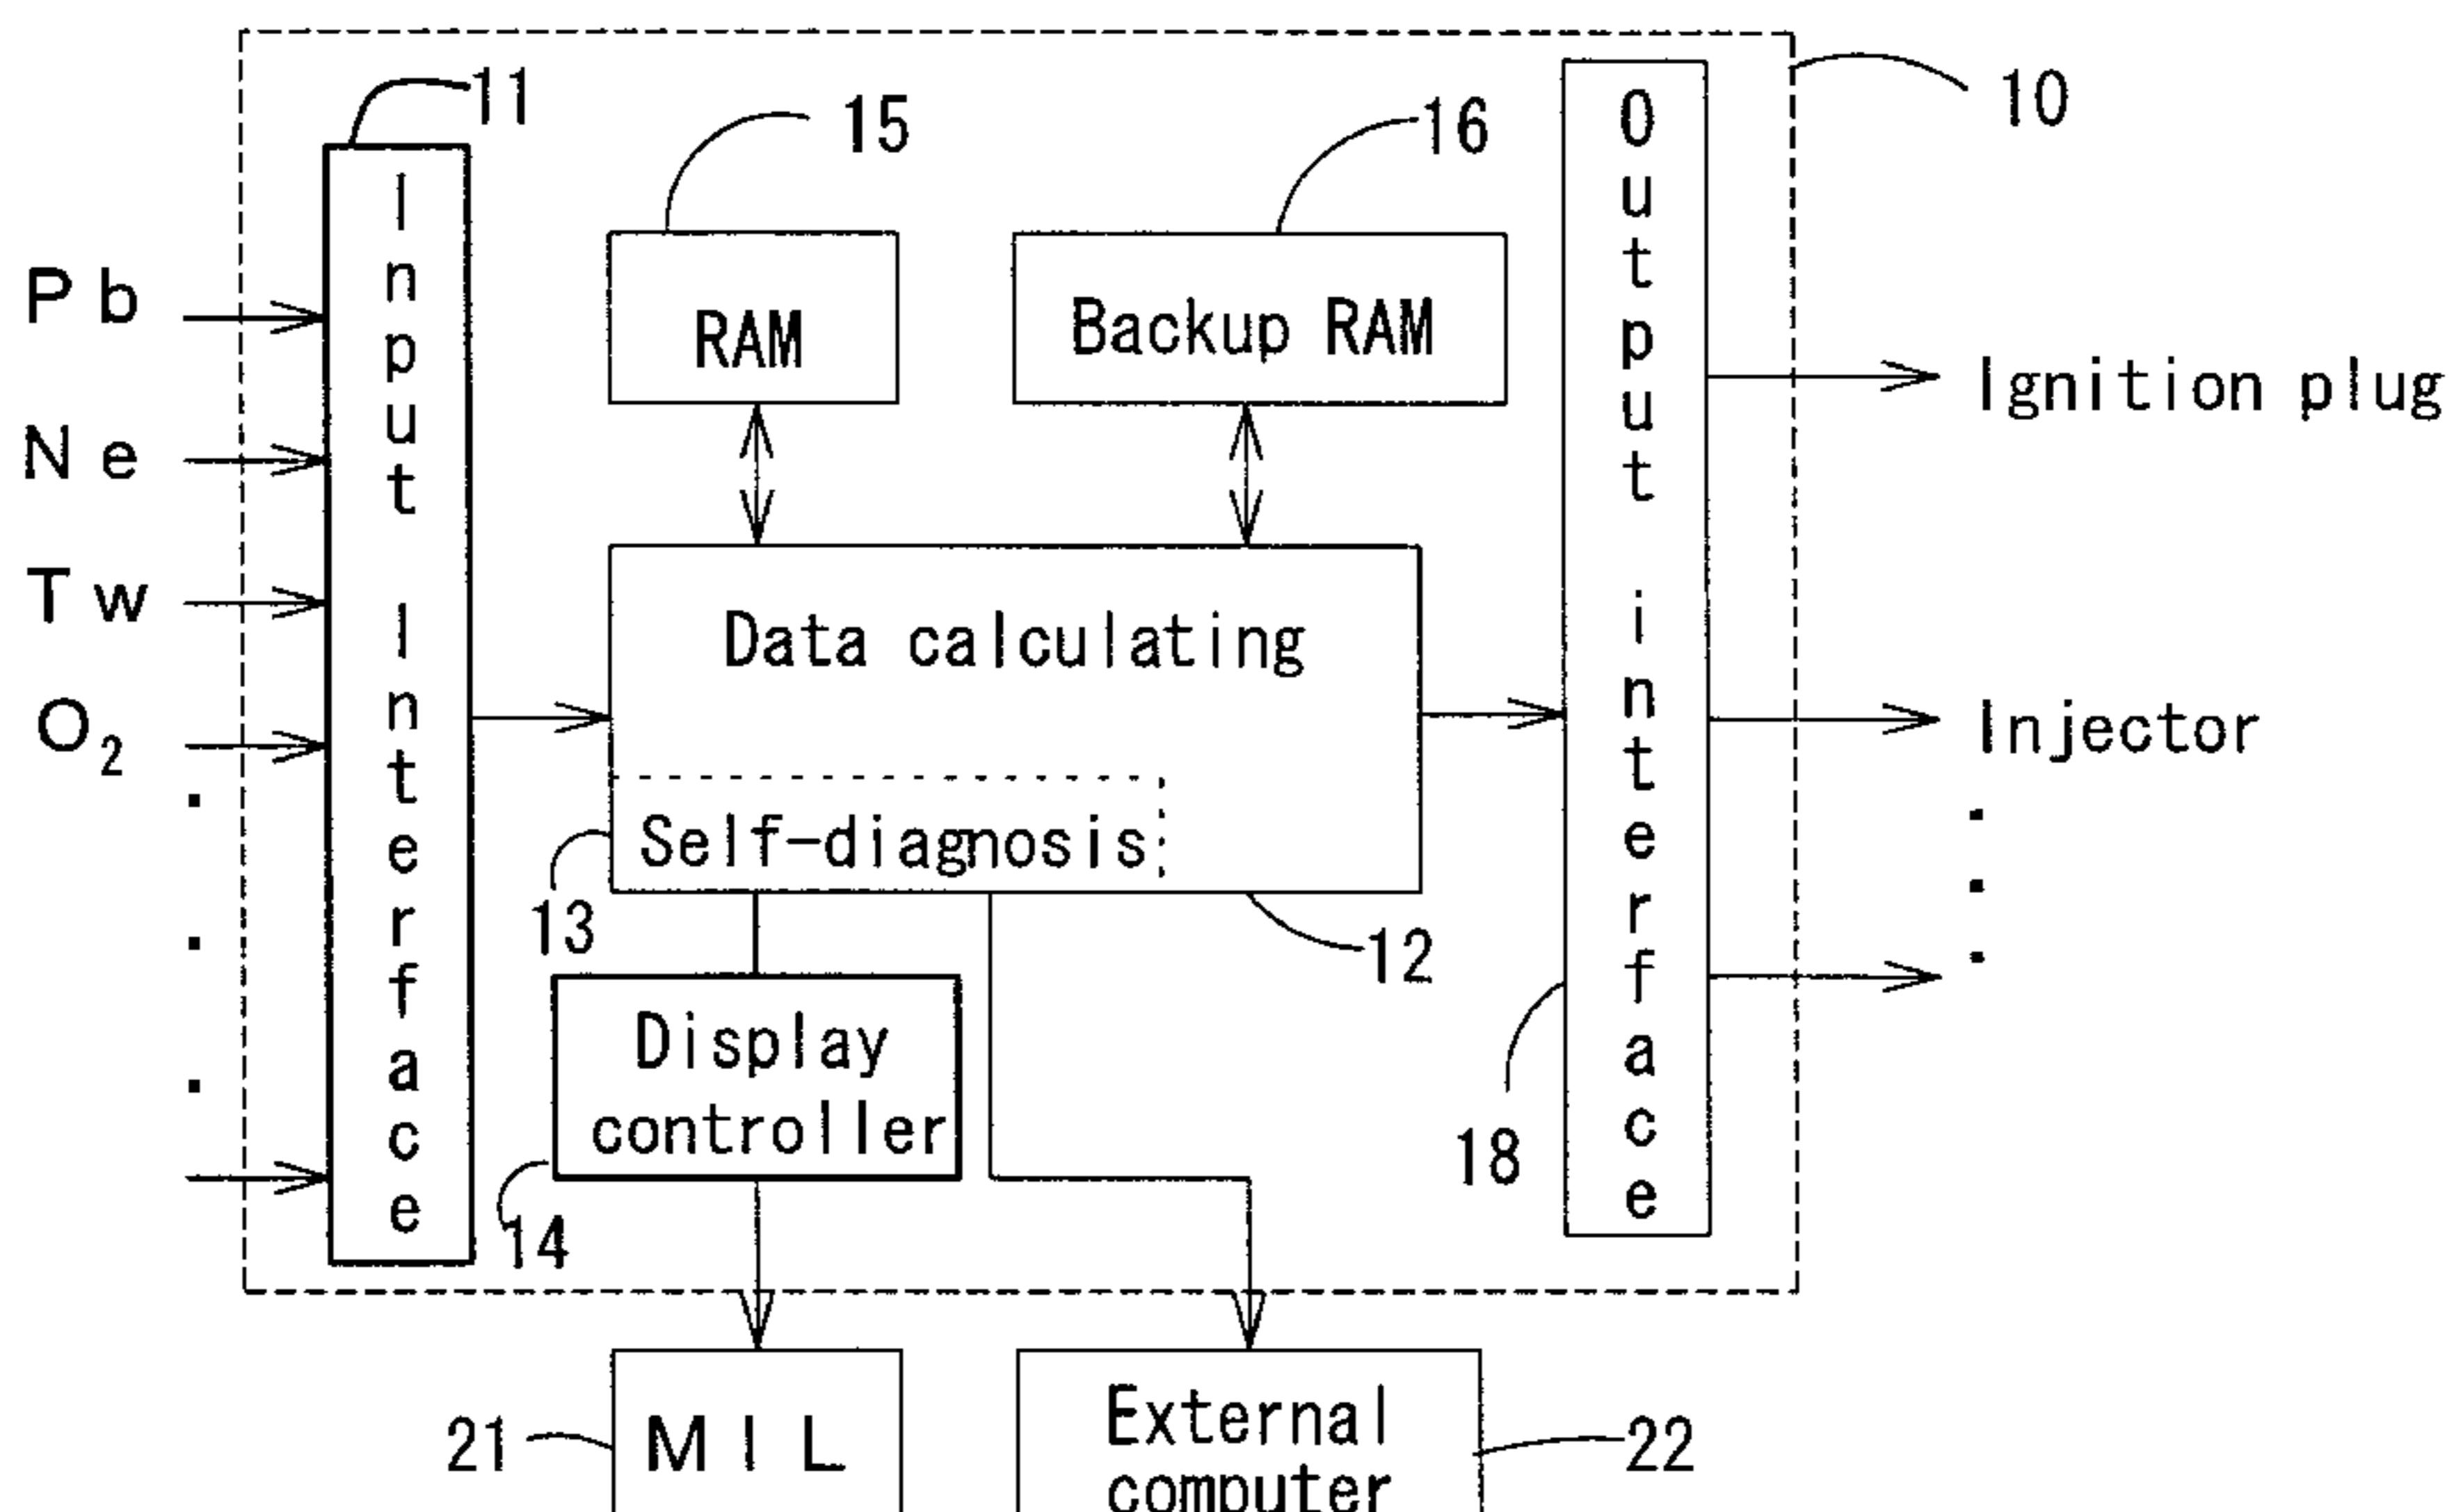 10
11
15
16
Input Interface
Output interface
Pb
Ne
Tw
O₂
RAM
Backup RAM
Data calculating
Self-diagnosis
13
12
Display
controller
14
18
Ignition plug
Injector
21
MIL
External
computer
22